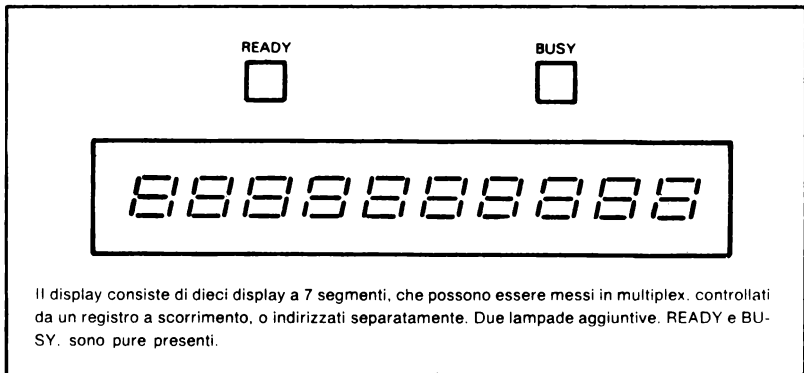 READY BUSY
Il display consiste di dieci display a 7 segmenti, che possono essere messi in multiplex. controllati
da un registro a scorrimento, o indirizzati separatamente. Due lampade aggiuntive. READY e BU-
SY. sono pure presenti.